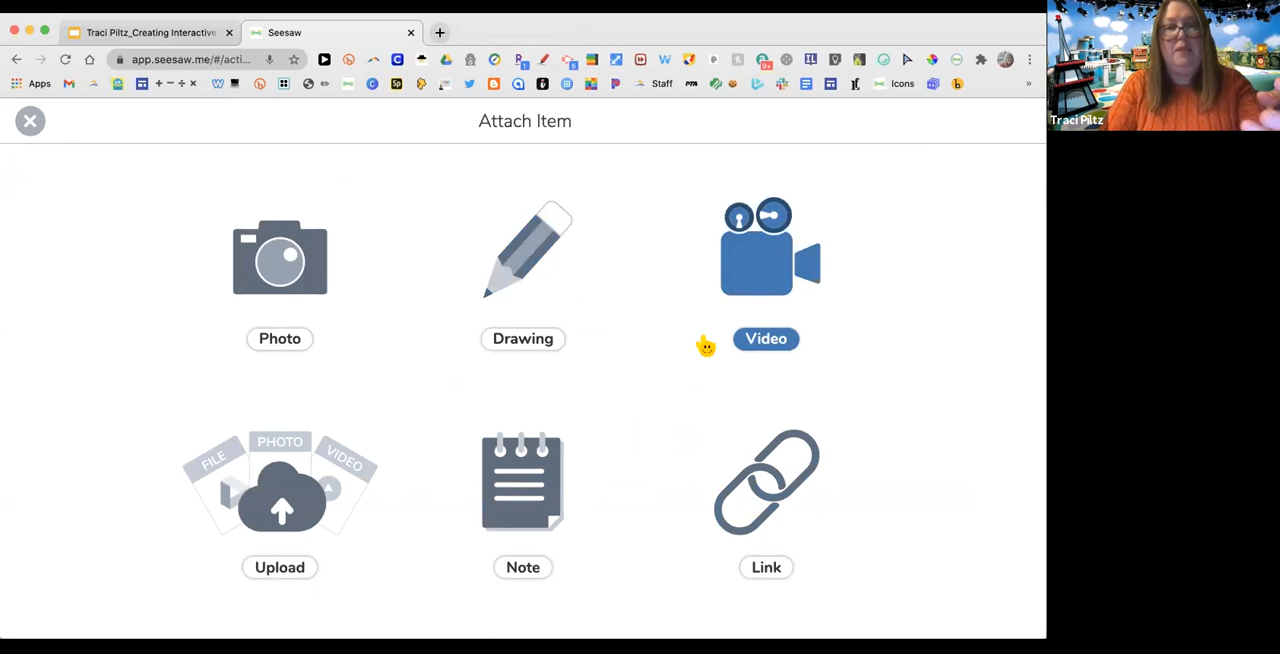 Traci Piltz_Creating Interactive
Seesaw
app.seesaw.me/#/acti...
Apps
Staff
Icons
Traci Piltz
Attach Item
Photo
Drawing
Video
FILE
PHOTO
VIDEO
Upload
Note
Link